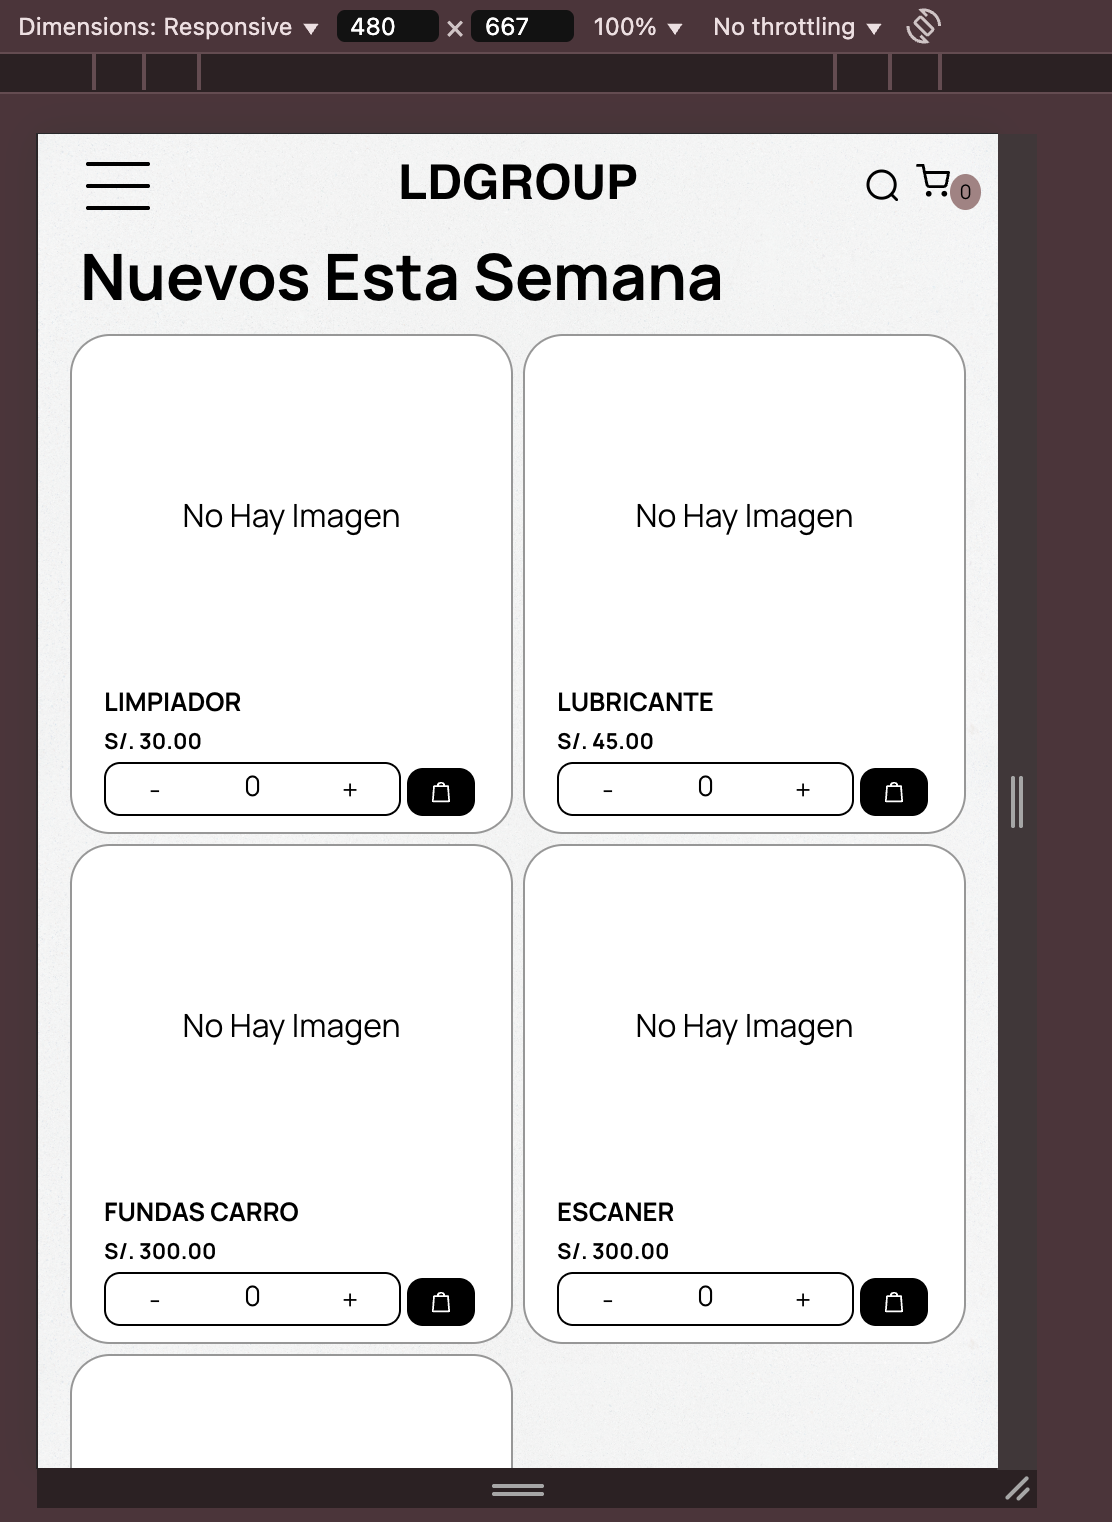 Dimensions: Responsive ▼ 480 × 667 100% ▼ No throttling ▼
LDGROUP
0
Nuevos Esta Semana
No Hay Imagen
No Hay Imagen
LIMPIADOR
S/. 30.00
- 0 +
LUBRICANTE
S/. 45.00
- 0 +
No Hay Imagen
No Hay Imagen
FUNDAS CARRO
S/. 300.00
- 0 +
ESCANER
S/. 300.00
- 0 +